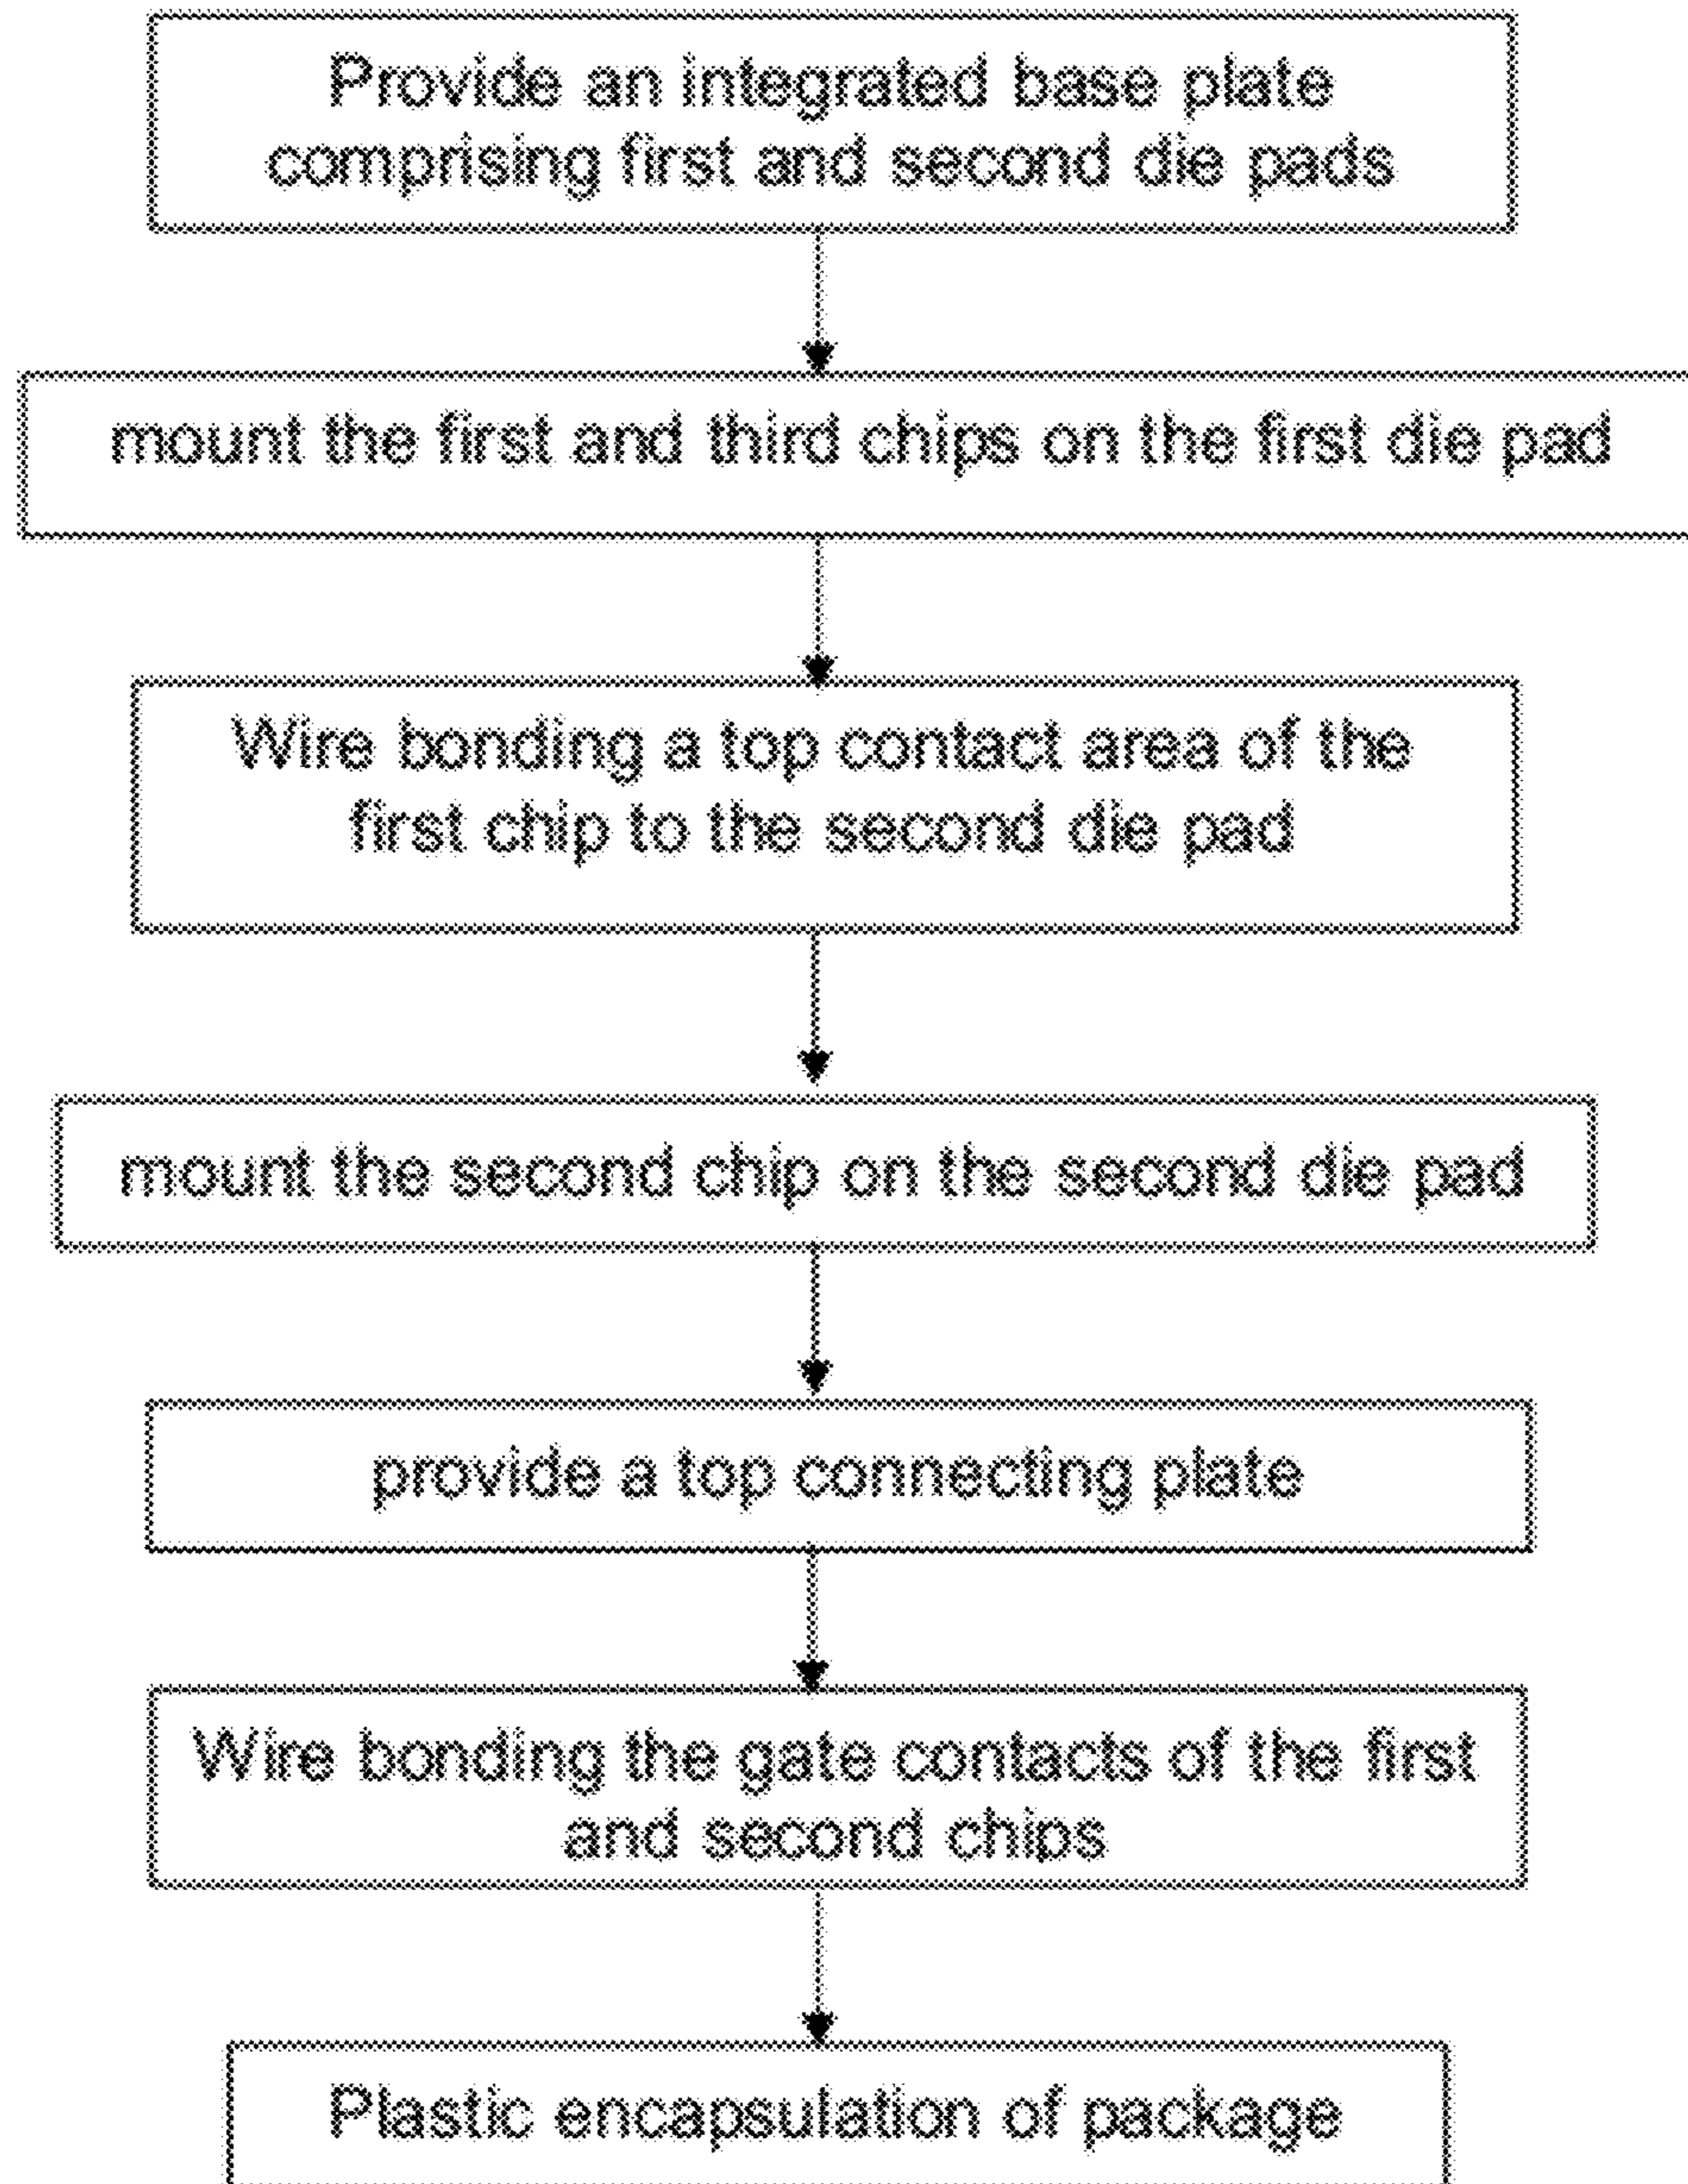 Provide an integrated base plate
comprising first and second die pads
mount the first and third chips on the first die pad
Wire bonding a top contact area of the
first chip to the second die pad
mount the second chip on the second die pad
provide a top connecting plate
Wire bonding the gate contacts of the first
and second chips
Plastic encapsulation of package